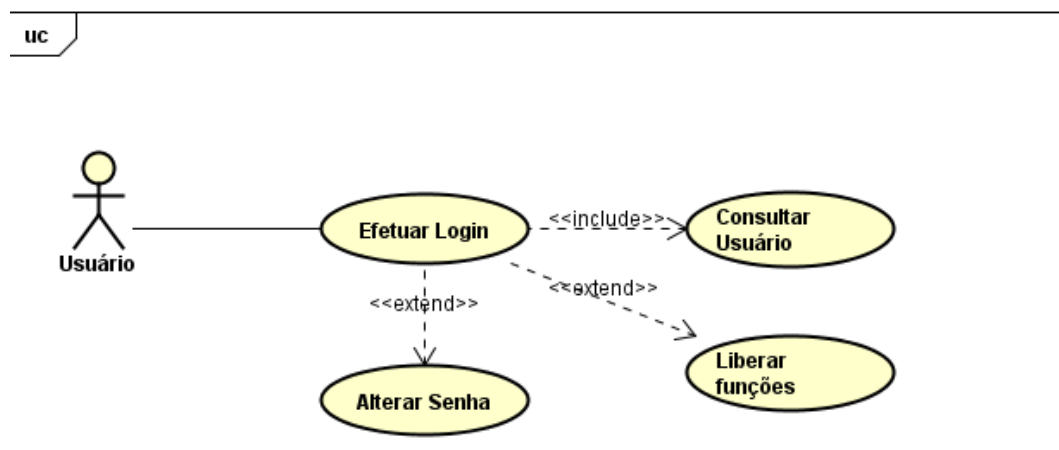 uc
Usuário
Efetuar Login
<<include>>
Consultar
Usuário
<<extend>>
<<extend>>
Alterar Senha
Liberar
funções